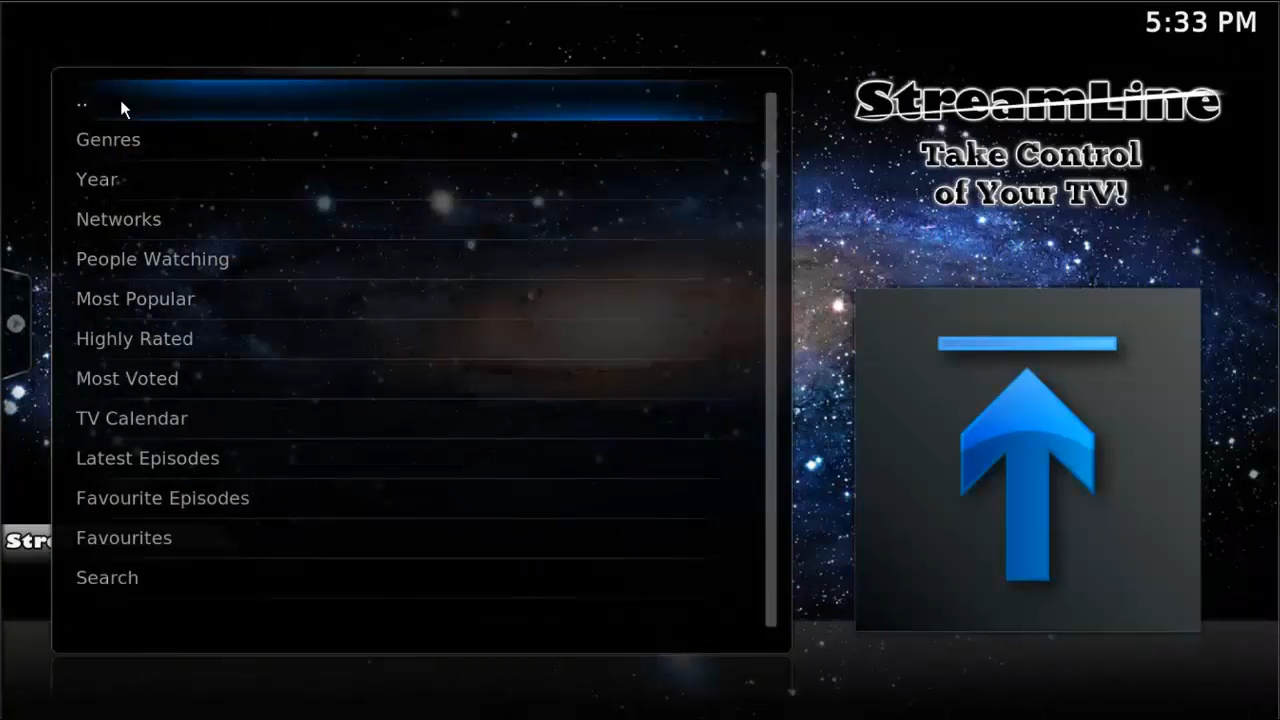 5:33 PM
..
Genres
Year
Networks
People Watching
Most Popular
Highly Rated
Most Voted
TV Calendar
Latest Episodes
Favourite Episodes
Favourites
Search
StreamLine
Take Control
of Your TV!